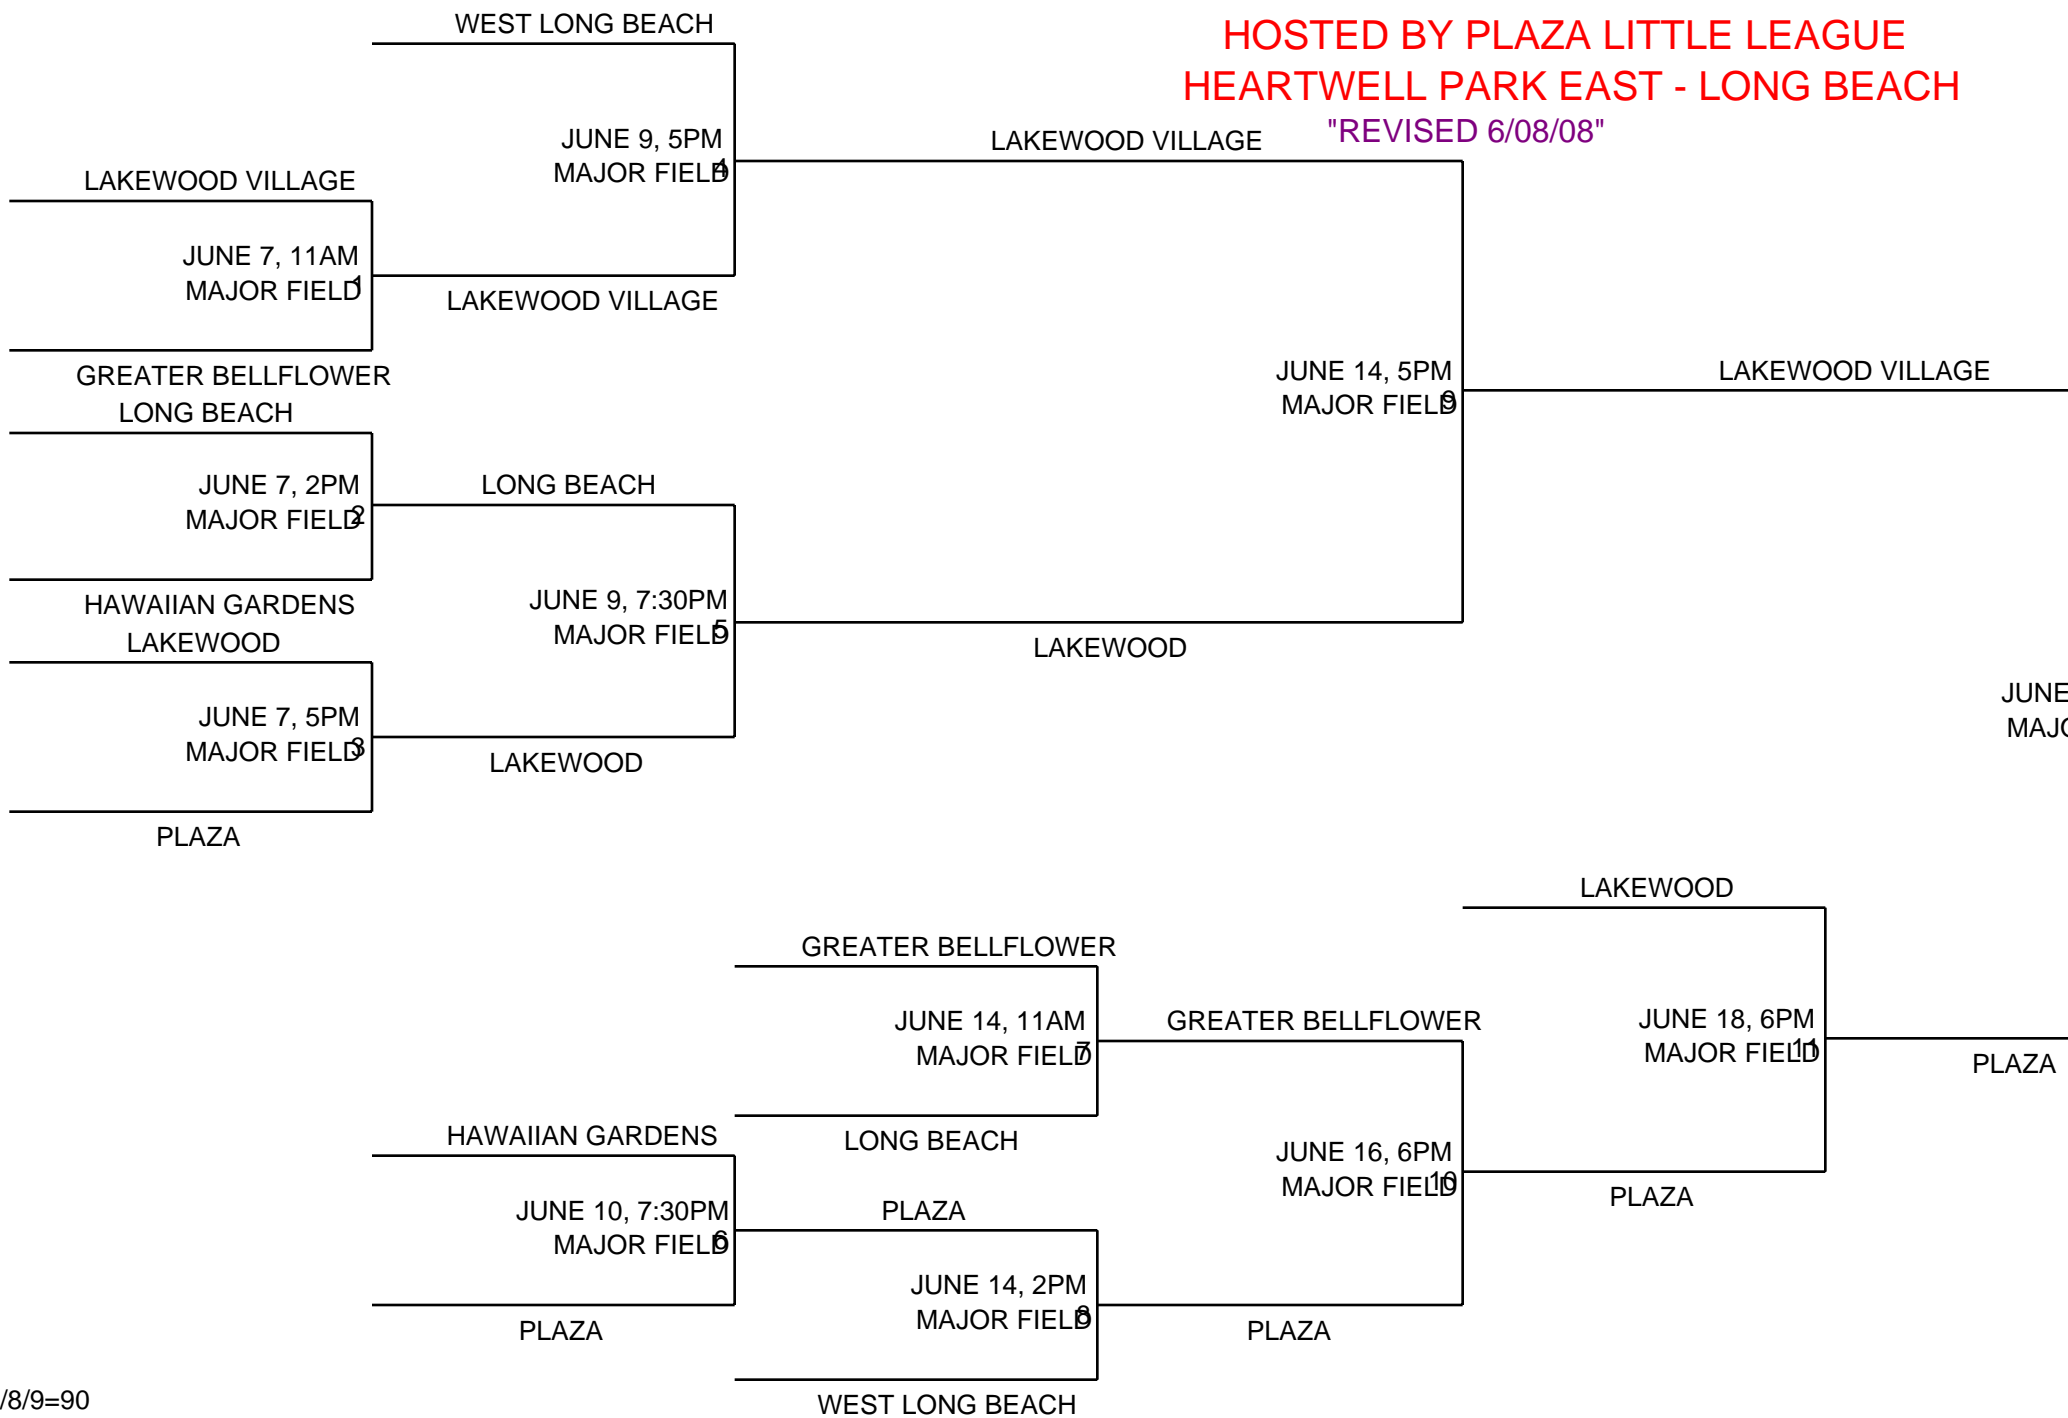 WEST LONG BEACH
HOSTED BY PLAZA LITTLE LEAGUE
HEARTWELL PARK EAST - LONG BEACH
"REVISED 6/08/08"
JUNE 9, 5PM
MAJOR FIELD 4
LAKEWOOD VILLAGE
LAKEWOOD VILLAGE
JUNE 7, 11AM
MAJOR FIELD 1
LAKEWOOD VILLAGE
GREATER BELLFLOWER
JUNE 14, 5PM
MAJOR FIELD 9
LAKEWOOD VILLAGE
LONG BEACH
JUNE 7, 2PM
MAJOR FIELD 2
LONG BEACH
HAWAIIAN GARDENS
JUNE 9, 7:30PM
MAJOR FIELD 5
LAKEWOOD
LAKEWOOD
JUNE 7, 5PM
MAJOR FIELD 3
LAKEWOOD
JUNE
MAJO
PLAZA
LAKEWOOD
GREATER BELLFLOWER
JUNE 14, 11AM
MAJOR FIELD 7
GREATER BELLFLOWER
JUNE 18, 6PM
MAJOR FIELD 11
PLAZA
HAWAIIAN GARDENS
LONG BEACH
JUNE 16, 6PM
MAJOR FIELD 10
PLAZA
JUNE 10, 7:30PM
MAJOR FIELD 6
PLAZA
JUNE 14, 2PM
MAJOR FIELD 8
PLAZA
PLAZA
/8/9=90
WEST LONG BEACH